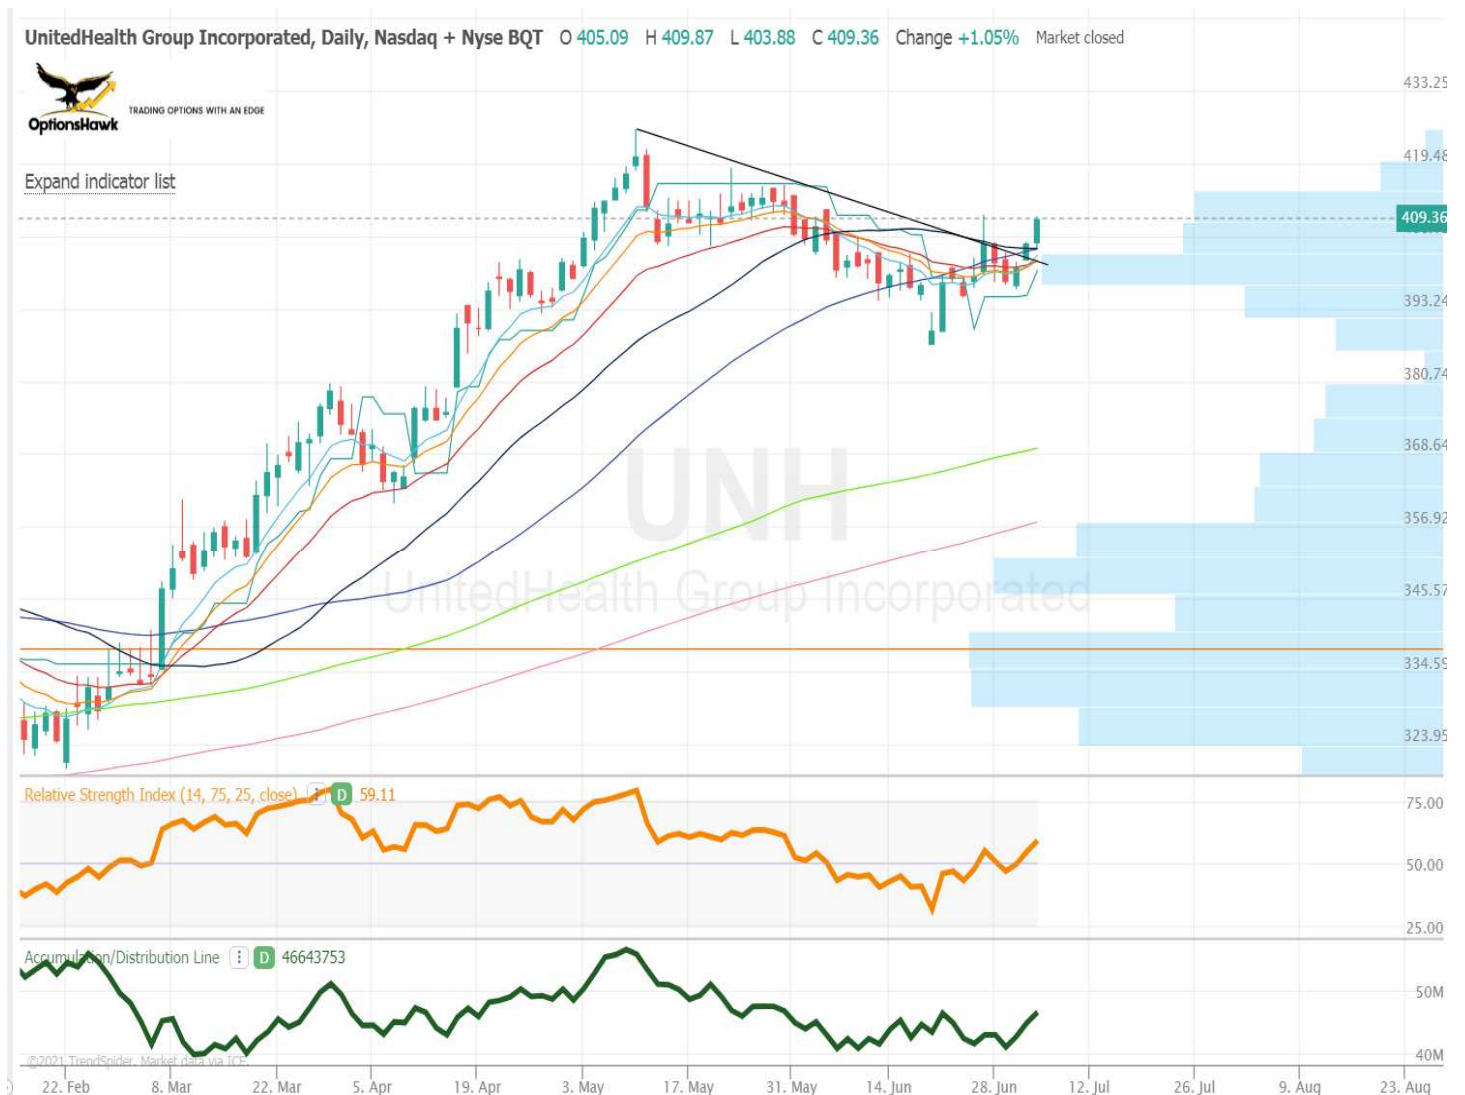 UnitedHealth Group Incorporated, Daily, Nasdaq + Nyse BQT O 405.09 H 409.87 L 403.88 C 409.36 Change +1.05% Market closed
OptionsHawk
TRADING OPTIONS WITH AN EDGE
Expand indicator list
433.25
419.48
409.36
393.24
380.74
368.64
356.92
345.57
334.59
323.95
UNH
UnitedHealth Group Incorporated
Relative Strength Index (14, 75, 25, close) D 59.11
75.00
50.00
25.00
Accumulation/Distribution Line D 46643753
50M
40M
©2021 TrendSpider, Market data via ICE
22. Feb 8. Mar 22. Mar 5. Apr 19. Apr 3. May 17. May 31. May 14. Jun 28. Jun 12. Jul 26. Jul 9. Aug 23. Aug